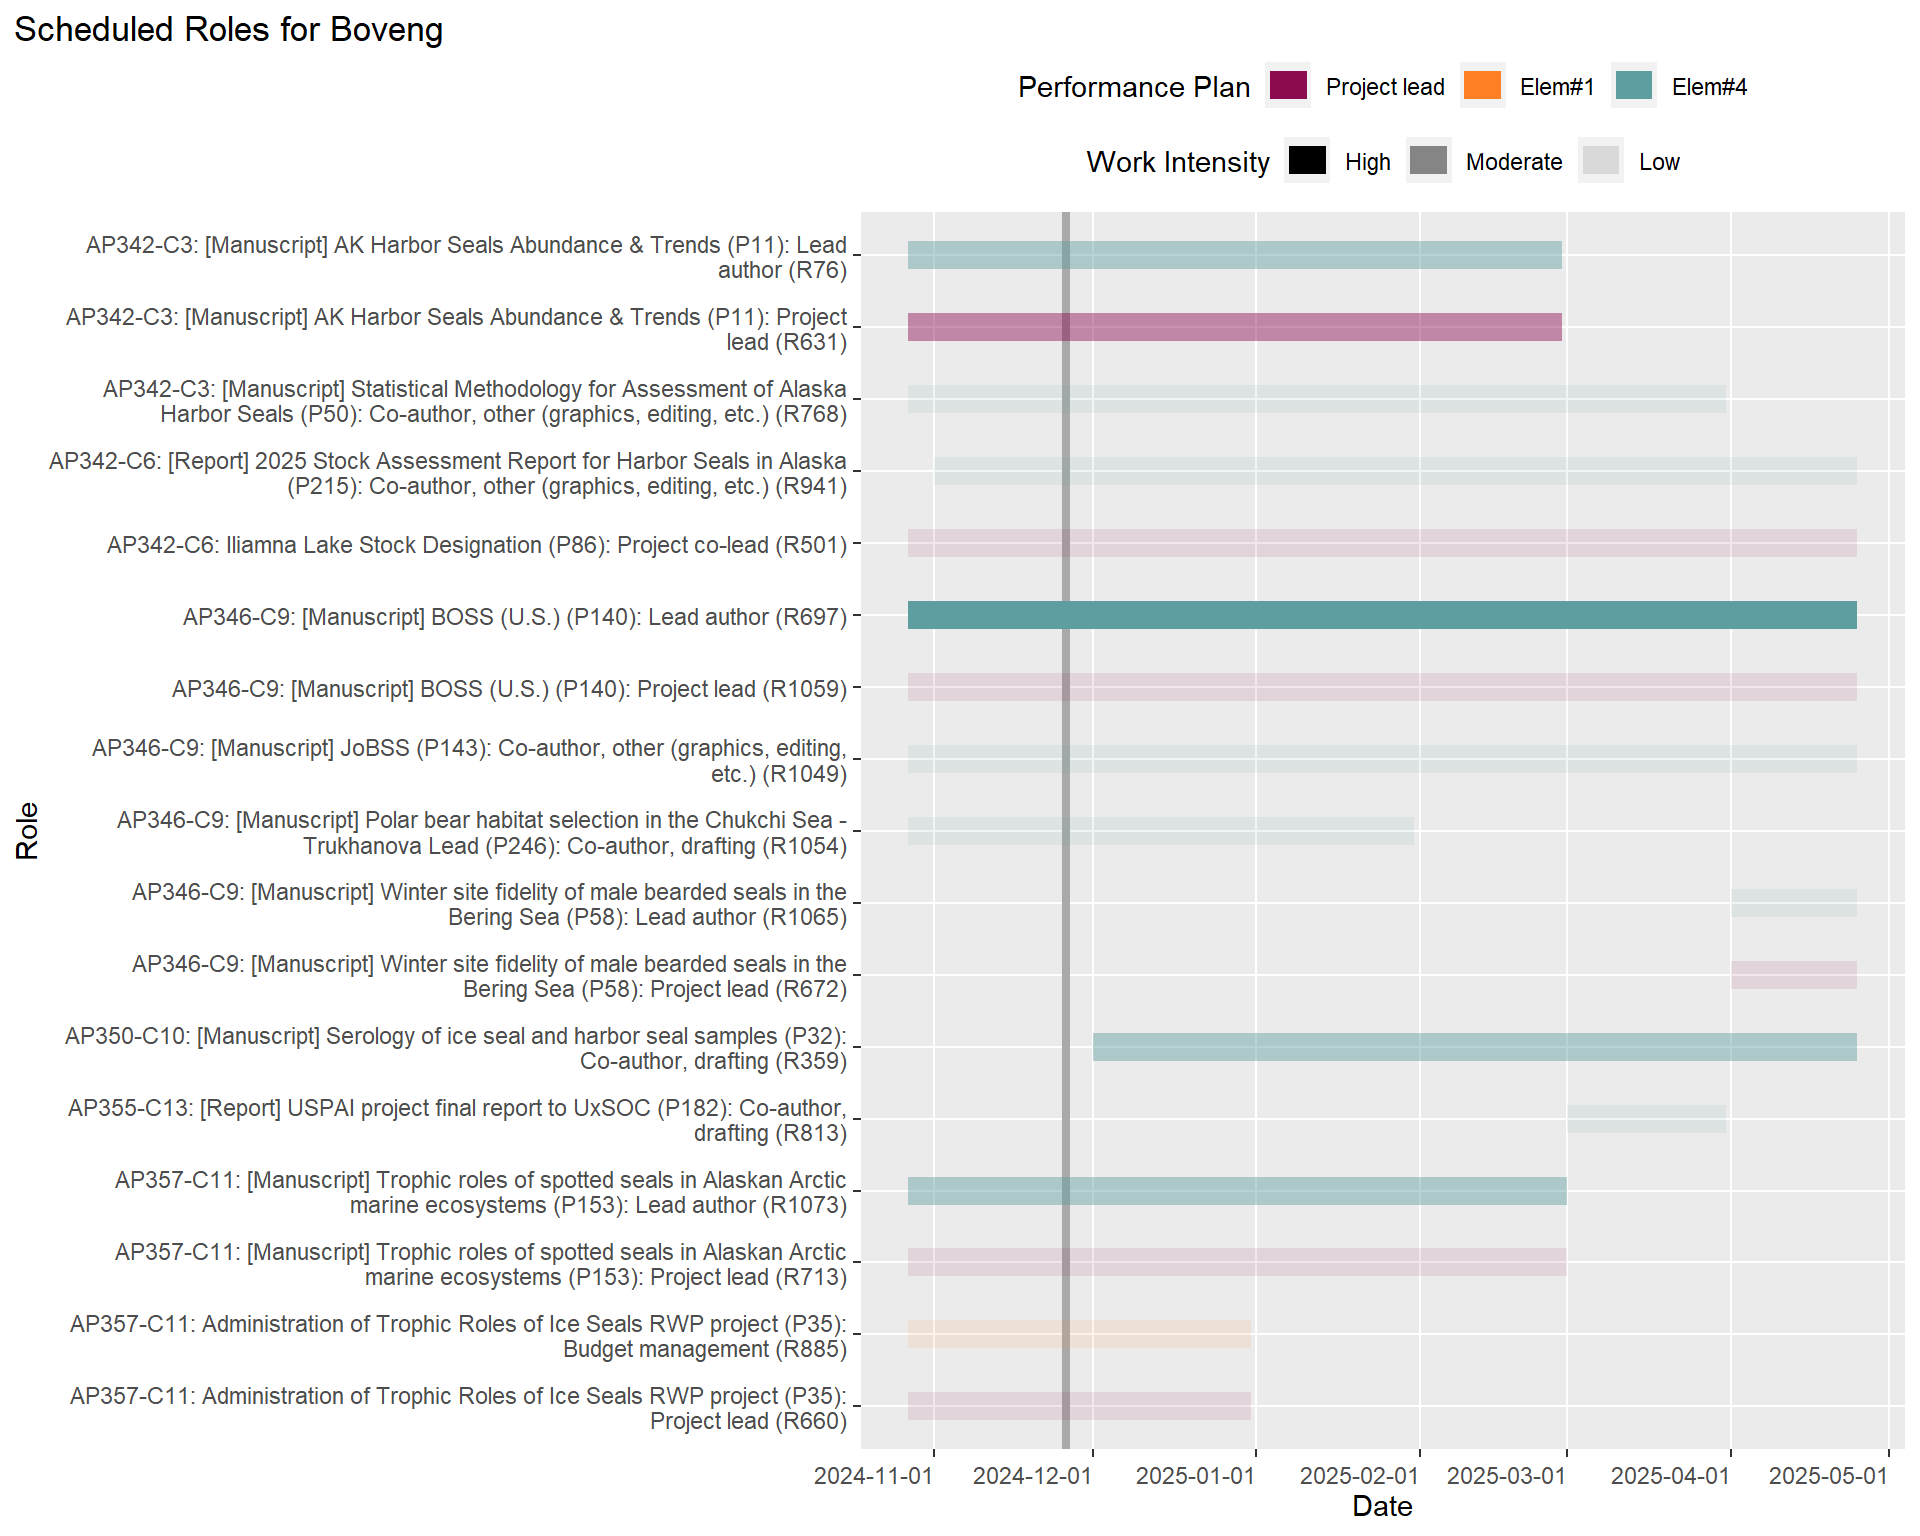 Scheduled Roles for Boveng
Performance Plan Project lead Elem#1 Elem#4
Work Intensity High Moderate Low
AP342-C3: [Manuscript] AK Harbor Seals Abundance & Trends (P11): Lead
author (R76)
AP342-C3: [Manuscript] AK Harbor Seals Abundance & Trends (P11): Project
lead (R631)
AP342-C3: [Manuscript] Statistical Methodology for Assessment of Alaska
Harbor Seals (P50): Co-author, other (graphics, editing, etc.) (R768)
AP342-C6: [Report] 2025 Stock Assessment Report for Harbor Seals in Alaska
(P215): Co-author, other (graphics, editing, etc.) (R941)
AP342-C6: Iliamna Lake Stock Designation (P86): Project co-lead (R501)
AP346-C9: [Manuscript] BOSS (U.S.) (P140): Lead author (R697)
AP346-C9: [Manuscript] BOSS (U.S.) (P140): Project lead (R1059)
AP346-C9: [Manuscript] JoBSS (P143): Co-author, other (graphics, editing,
etc.) (R1049)
AP346-C9: [Manuscript] Polar bear habitat selection in the Chukchi Sea -
Trukhanova Lead (P246): Co-author, drafting (R1054)
AP346-C9: [Manuscript] Winter site fidelity of male bearded seals in the
Bering Sea (P58): Lead author (R1065)
AP346-C9: [Manuscript] Winter site fidelity of male bearded seals in the
Bering Sea (P58): Project lead (R672)
AP350-C10: [Manuscript] Serology of ice seal and harbor seal samples (P32):
Co-author, drafting (R359)
AP355-C13: [Report] USPAI project final report to UxSOC (P182): Co-author,
drafting (R813)
AP357-C11: [Manuscript] Trophic roles of spotted seals in Alaskan Arctic
marine ecosystems (P153): Lead author (R1073)
AP357-C11: [Manuscript] Trophic roles of spotted seals in Alaskan Arctic
marine ecosystems (P153): Project lead (R713)
AP357-C11: Administration of Trophic Roles of Ice Seals RWP project (P35):
Budget management (R885)
AP357-C11: Administration of Trophic Roles of Ice Seals RWP project (P35):
Project lead (R660)
Role
2024-11-01 2024-12-01 2025-01-01 2025-02-01 2025-03-01 2025-04-01 2025-05-01
Date